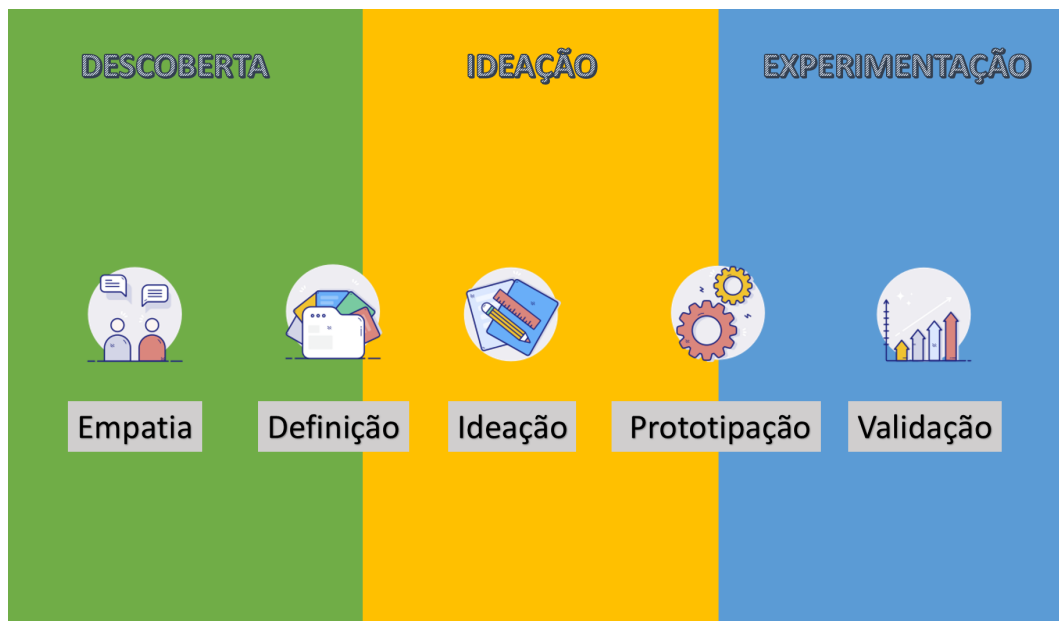 DESCOBERTA
IDEAÇÃO
EXPERIMENTAÇÃO
Empatia
Definição
Ideação
Prototipação
Validação